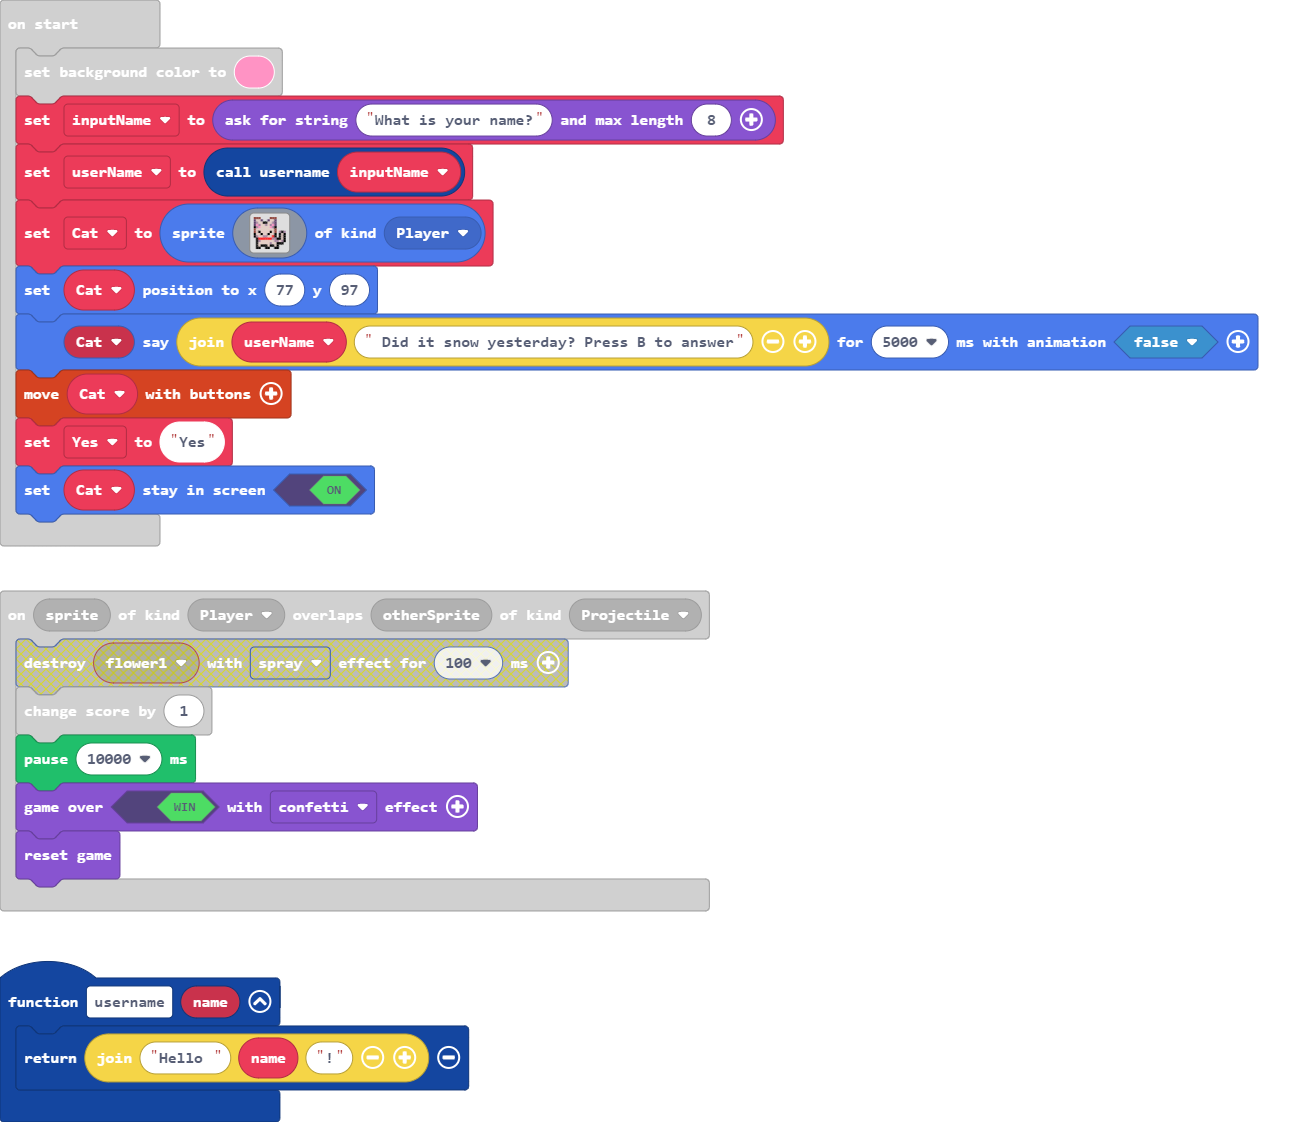 on start
set background color to
set inputName to ask for string "What is your name?" and max length 8
set userName to call username inputName
set Cat to sprite of kind Player
set Cat position to x 77 y 97
Cat say join userName " Did it snow yesterday? Press B to answer" for 5000 ms with animation false
move Cat with buttons
set Yes to "Yes"
set Cat stay in screen ON
on sprite of kind Player overlaps otherSprite of kind Projectile
destroy flower1 with spray effect for 100 ms
change score by 1
pause 10000 ms
game over WIN with confetti effect
reset game
function username name
return join "Hello " name "!"